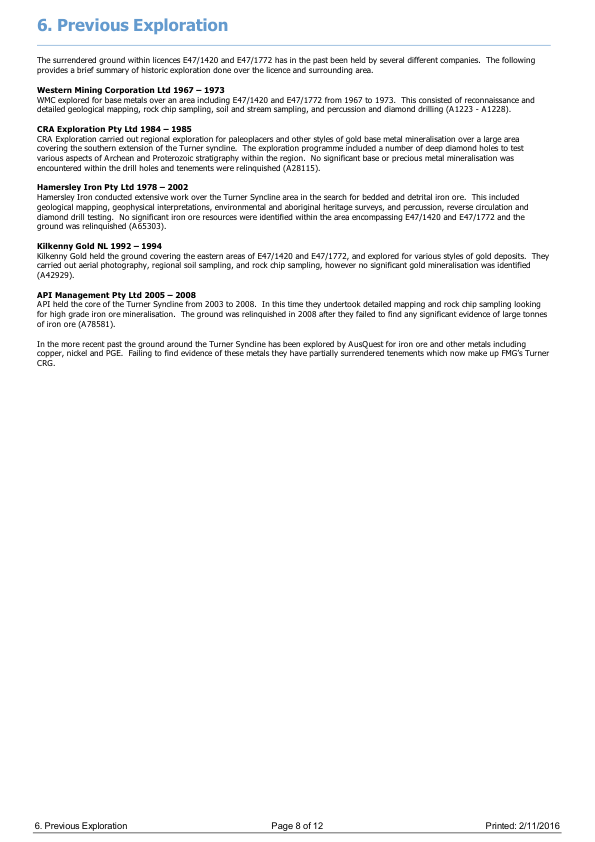 6. Previous Exploration
The surrendered ground within licences E47/1420 and E47/1772 has in the past been held by several different companies. The following
provides a brief summary of historic exploration done over the licence and surrounding area.
Western Mining Corporation Ltd 1967 – 1973
WMC explored for base metals over an area including E47/1420 and E47/1772 from 1967 to 1973. This consisted of reconnaissance and
detailed geological mapping, rock chip sampling, soil and stream sampling, and percussion and diamond drilling (A1223 - A1228).
CRA Exploration Pty Ltd 1984 – 1985
CRA Exploration carried out regional exploration for paleoplacers and other styles of gold base metal mineralisation over a large area
covering the southern extension of the Turner syncline. The exploration programme included a number of deep diamond holes to test
various aspects of Archean and Proterozoic stratigraphy within the region. No significant base or precious metal mineralisation was
encountered within the drill holes and tenements were relinquished (A28115).
Hamersley Iron Pty Ltd 1978 – 2002
Hamersley Iron conducted extensive work over the Turner Syncline area in the search for bedded and detrital iron ore. This included
geological mapping, geophysical interpretations, environmental and aboriginal heritage surveys, and percussion, reverse circulation and
diamond drill testing. No significant iron ore resources were identified within the area encompassing E47/1420 and E47/1772 and the
ground was relinquished (A65303).
Kilkenny Gold NL 1992 – 1994
Kilkenny Gold held the ground covering the eastern areas of E47/1420 and E47/1772, and explored for various styles of gold deposits. They
carried out aerial photography, regional soil sampling, and rock chip sampling, however no significant gold mineralisation was identified
(A42929).
API Management Pty Ltd 2005 – 2008
API held the core of the Turner Syncline from 2003 to 2008. In this time they undertook detailed mapping and rock chip sampling looking
for high grade iron ore mineralisation. The ground was relinquished in 2008 after they failed to find any significant evidence of large tonnes
of iron ore (A78581).
In the more recent past the ground around the Turner Syncline has been explored by AusQuest for iron ore and other metals including
copper, nickel and PGE. Failing to find evidence of these metals they have partially surrendered tenements which now make up FMG's Turner
CRG.
6. Previous Exploration Page 8 of 12 Printed: 2/11/2016